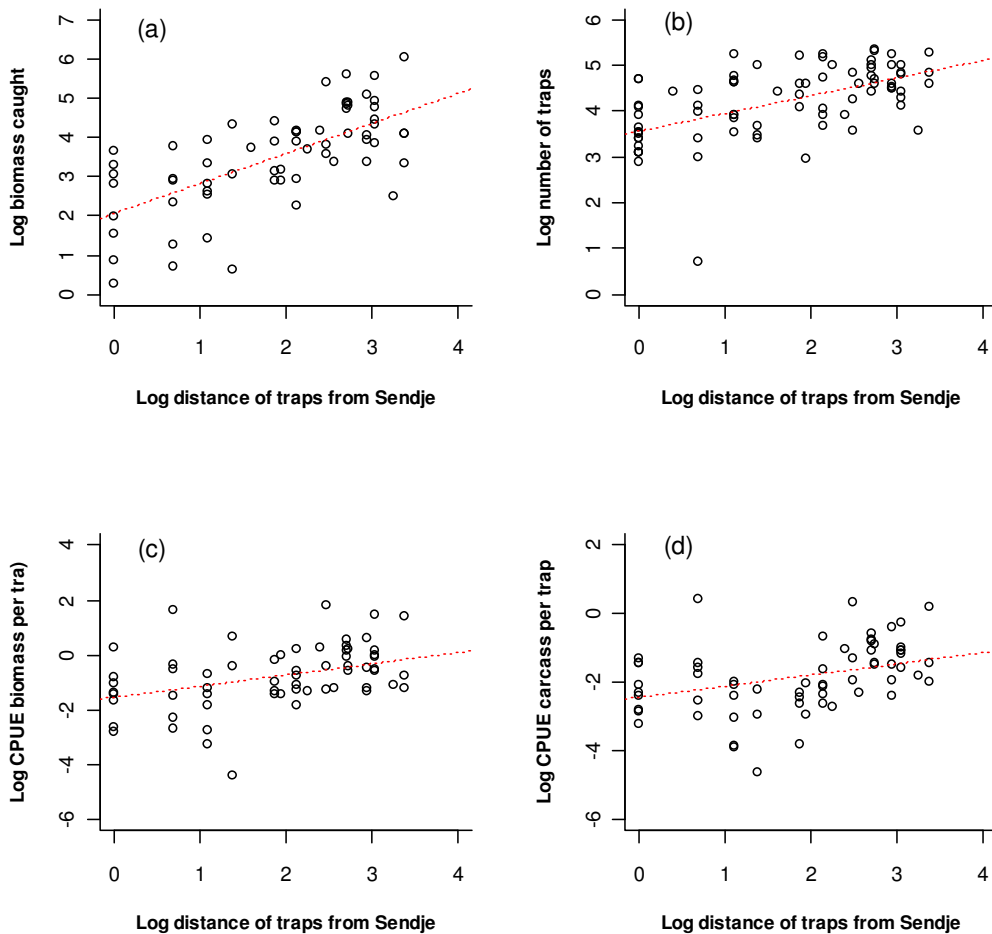 (a)
Log biomass caught
0 1 2 3 4 5 6 7
0 1 2 3 4
Log distance of traps from Sendje
(b)
Log number of traps
0 1 2 3 4 5 6
0 1 2 3 4
Log distance of traps from Sendje
(c)
Log CPUE biomass per tra)
-6 -4 -2 0 2 4
0 1 2 3 4
Log distance of traps from Sendje
(d)
Log CPUE carcass per trap
-6 -4 -2 0 2
0 1 2 3 4
Log distance of traps from Sendje